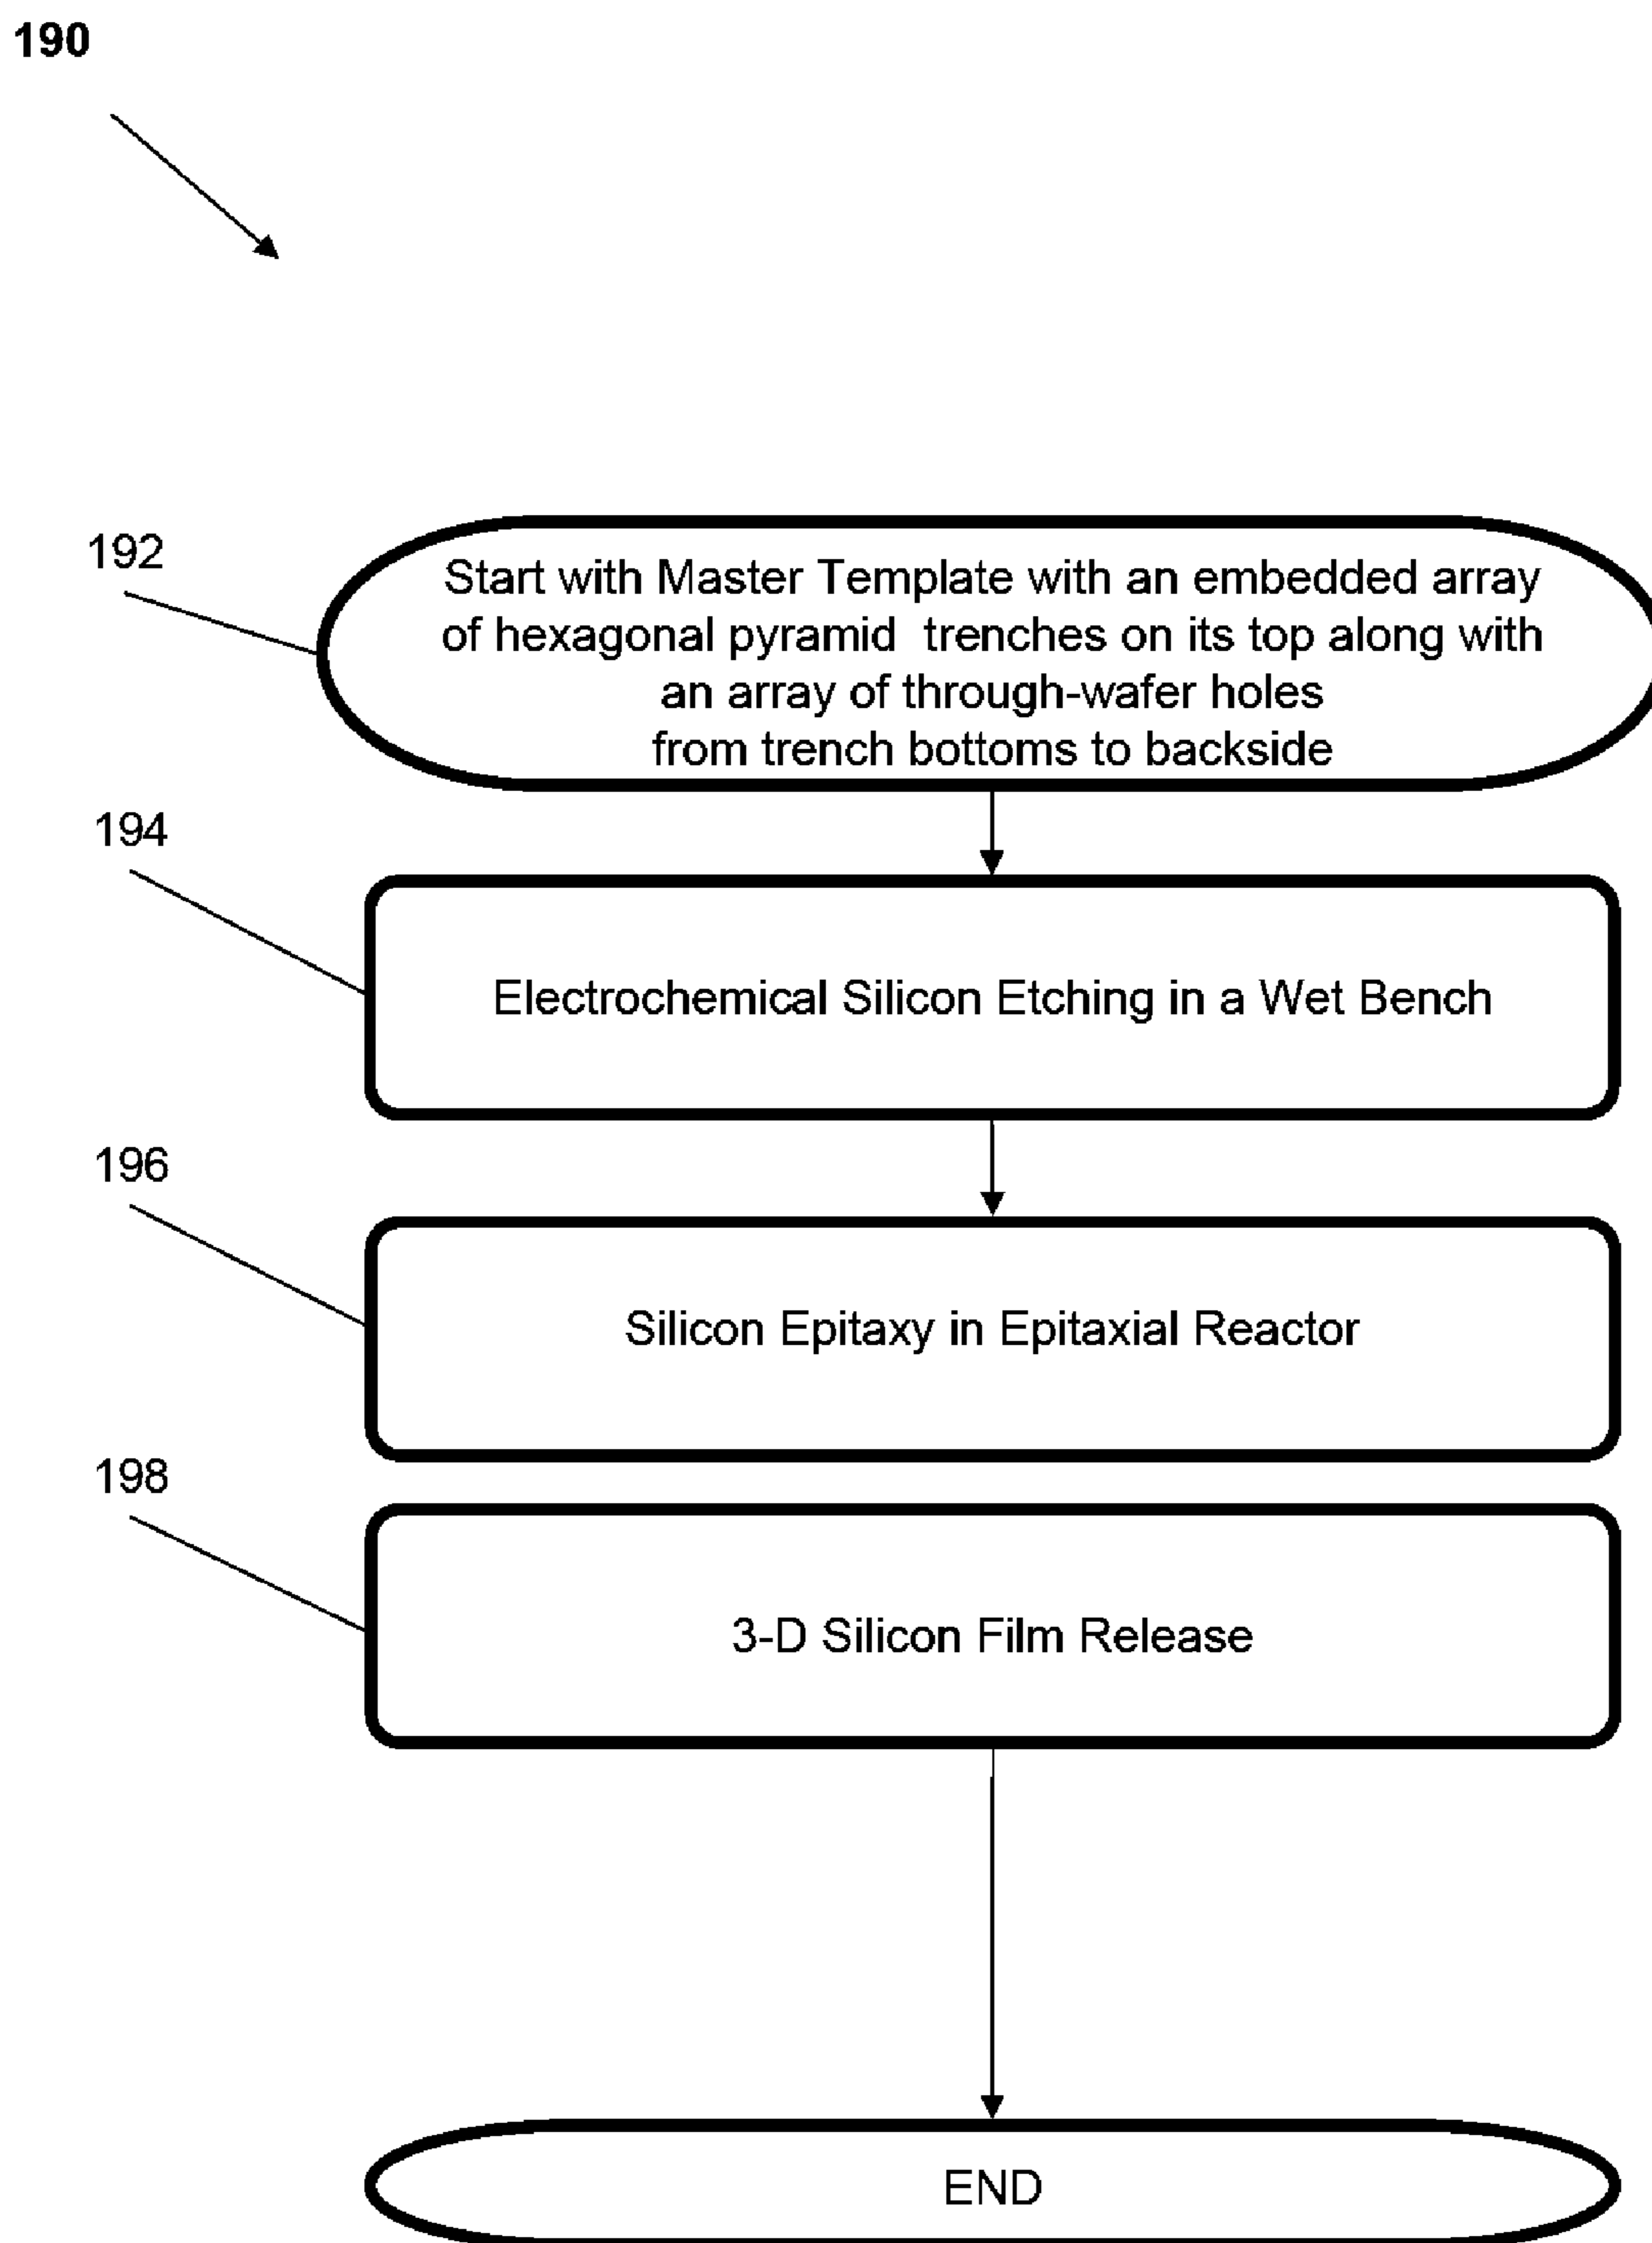 190
192
Start with Master Template with an embedded array
of hexagonal pyramid trenches on its top along with
an array of through-wafer holes
from trench bottoms to backside
194
Electrochemical Silicon Etching in a Wet Bench
196
Silicon Epitaxy in Epitaxial Reactor
198
3-D Silicon Film Release
END